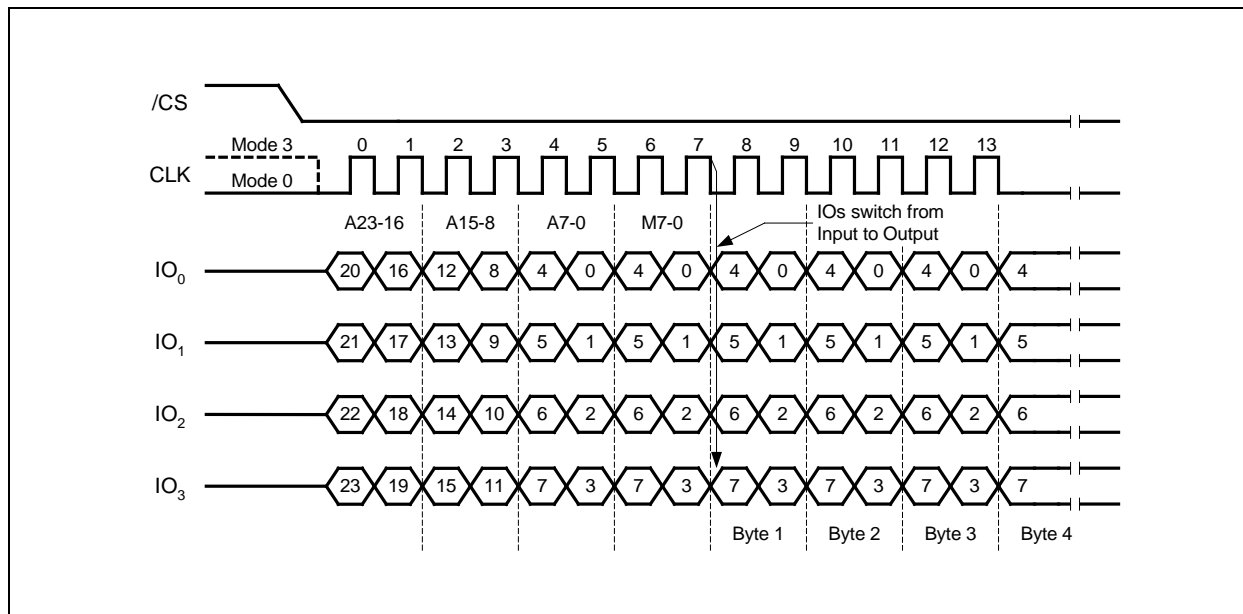 /CS
Mode 3 0 1 2 3 4 5 6 7 8 9 10 11 12 13
CLK
Mode 0
A23-16 A15-8 A7-0 M7-0
IOs switch from
Input to Output
IO0 20 16 12 8 4 0 4 0 4 0 4 0 4 0 4
IO1 21 17 13 9 5 1 5 1 5 1 5 1 5 1 5
IO2 22 18 14 10 6 2 6 2 6 2 6 2 6 2 6
IO3 23 19 15 11 7 3 7 3 7 3 7 3 7 3 7
Byte 1 Byte 2 Byte 3 Byte 4